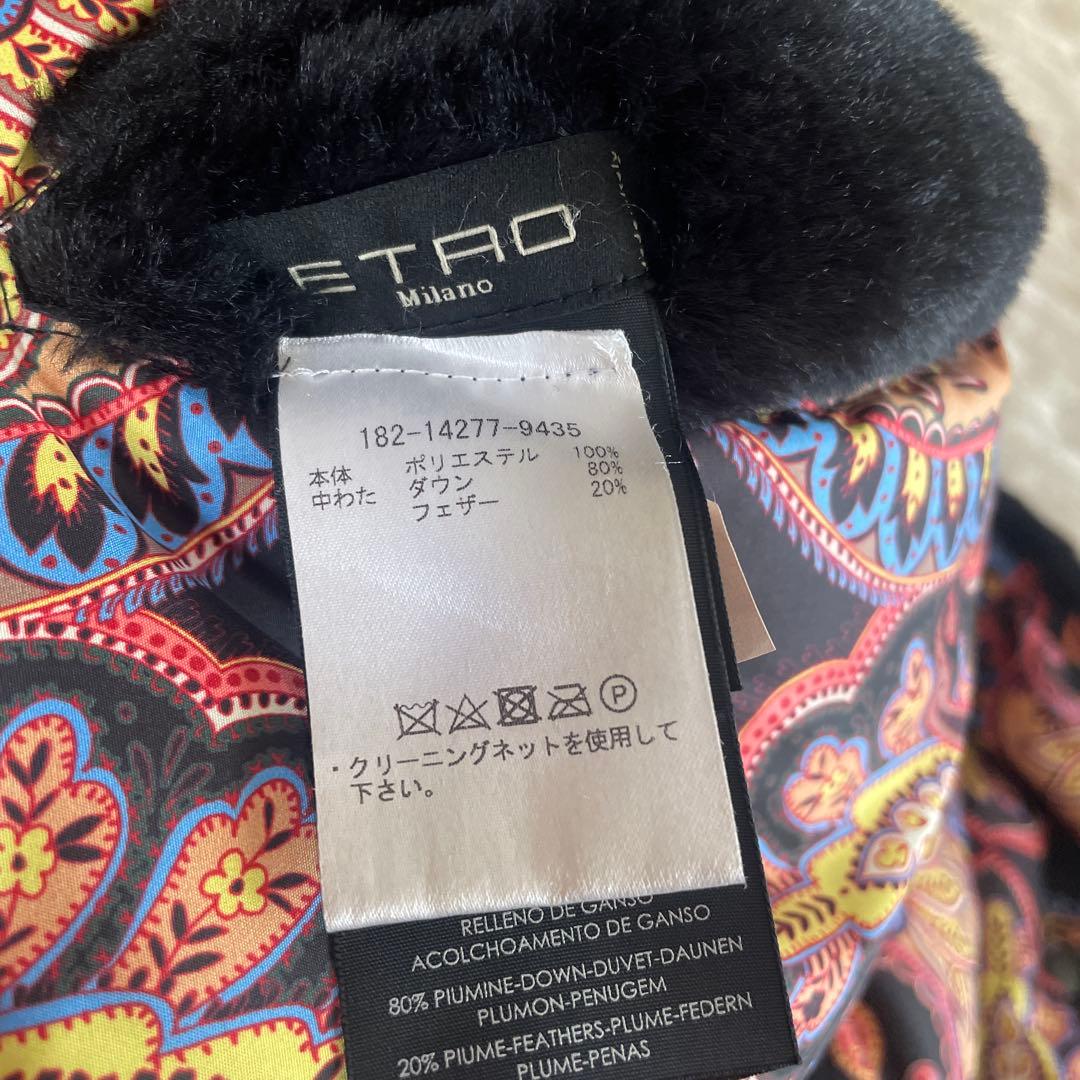 ETRO
Milano
182-14277-9435
本体 ポリエステル 100%
中わた ダウン 80%
フェザー 20%
・クリーニングネットを使用して
下さい。
RELLENO DE GANSO
ACOLCHOAMENTO DE GANSO
80% PIUMINE-DOWN-DUVET-DAUNEN
PLUMON-PENUGEM
20% PIUME-FEATHERS-PLUME-FEDERN
PLUME-PENAS